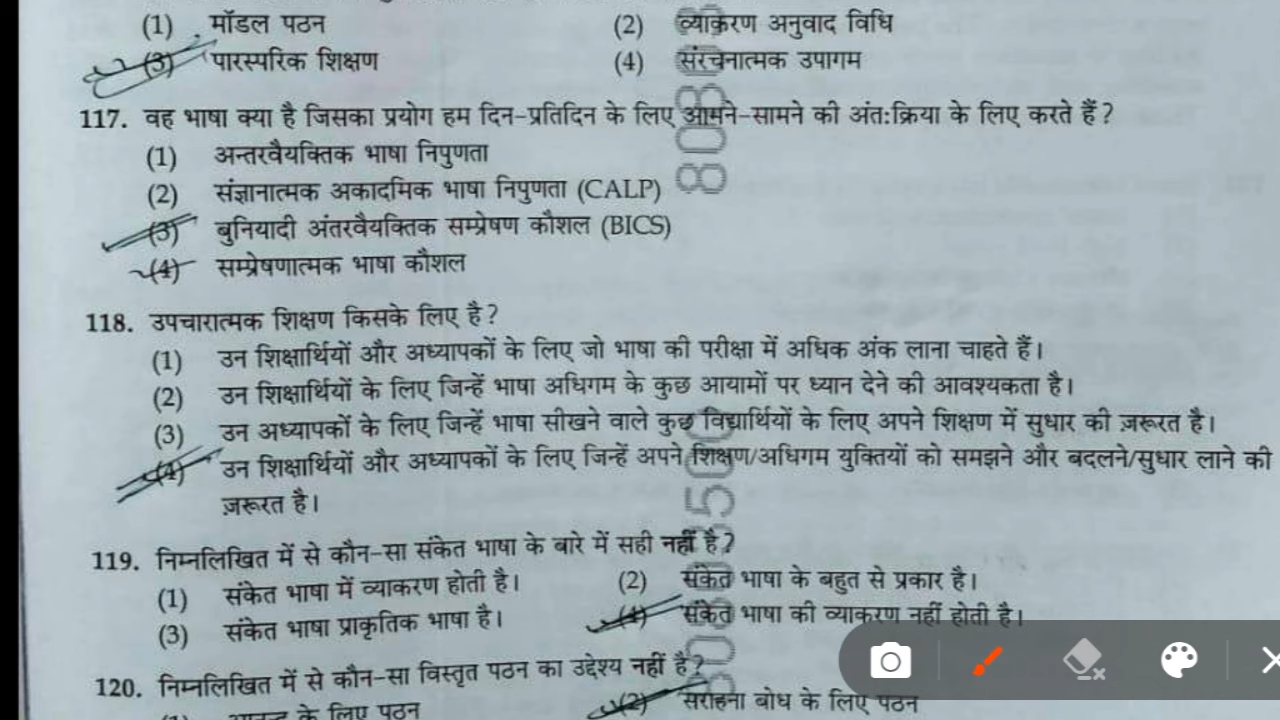 (1) मॉडल पठन (2) व्याकरण अनुवाद विधि
(3) पारस्परिक शिक्षण (4) संरचनात्मक उपागम
117. वह भाषा क्या है जिसका प्रयोग हम दिन-प्रतिदिन के लिए आमने-सामने की अंत:क्रिया के लिए करते हैं?
(1) अन्तरवैयक्तिक भाषा निपुणता
(2) संज्ञानात्मक अकादमिक भाषा निपुणता (CALP)
(3) बुनियादी अंतरवैयक्तिक सम्प्रेषण कौशल (BICS)
(4) सम्प्रेषणात्मक भाषा कौशल
118. उपचारात्मक शिक्षण किसके लिए है?
(1) उन शिक्षार्थियों और अध्यापकों के लिए जो भाषा की परीक्षा में अधिक अंक लाना चाहते हैं।
(2) उन शिक्षार्थियों के लिए जिन्हें भाषा अधिगम के कुछ आयामों पर ध्यान देने की आवश्यकता है।
(3) उन अध्यापकों के लिए जिन्हें भाषा सीखने वाले कुछ विद्यार्थियों के लिए अपने शिक्षण में सुधार की ज़रूरत है।
(4) उन शिक्षार्थियों और अध्यापकों के लिए जिन्हें अपने शिक्षण/अधिगम युक्तियों को समझने और बदलने/सुधार लाने की
ज़रूरत है।
119. निम्नलिखित में से कौन-सा संकेत भाषा के बारे में सही नहीं है?
(1) संकेत भाषा में व्याकरण होती है। (2) संकेत भाषा के बहुत से प्रकार है।
(3) संकेत भाषा प्राकृतिक भाषा है। (4) संकेत भाषा की व्याकरण नहीं होती है।
120. निम्नलिखित में से कौन-सा विस्तृत पठन का उद्देश्य नहीं है?
(1) आनन्द के लिए पठन (2) सराहना बोध के लिए पठन